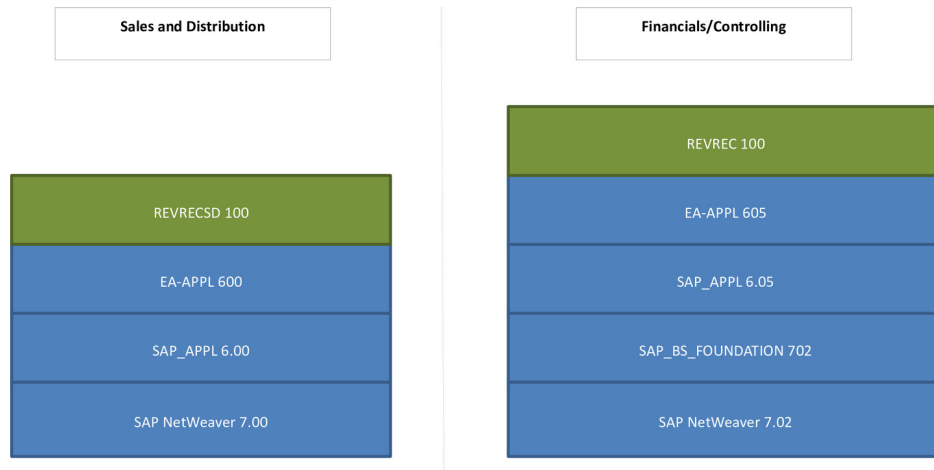 Sales and Distribution
REVRECSD 100
EA-APPL 600
SAP_APPL 6.00
SAP NetWeaver 7.00
Financials/Controlling
REVREC 100
EA-APPL 605
SAP_APPL 6.05
SAP_BS_FOUNDATION 702
SAP NetWeaver 7.02